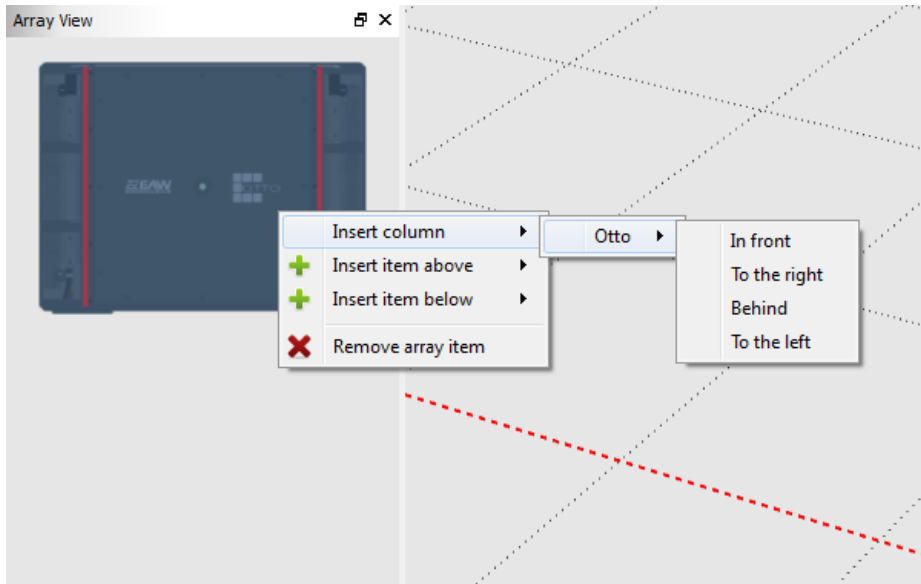 Array View
EAW
OTTO
Insert column
Otto
In front
Insert item above
To the right
Insert item below
Behind
Remove array item
To the left